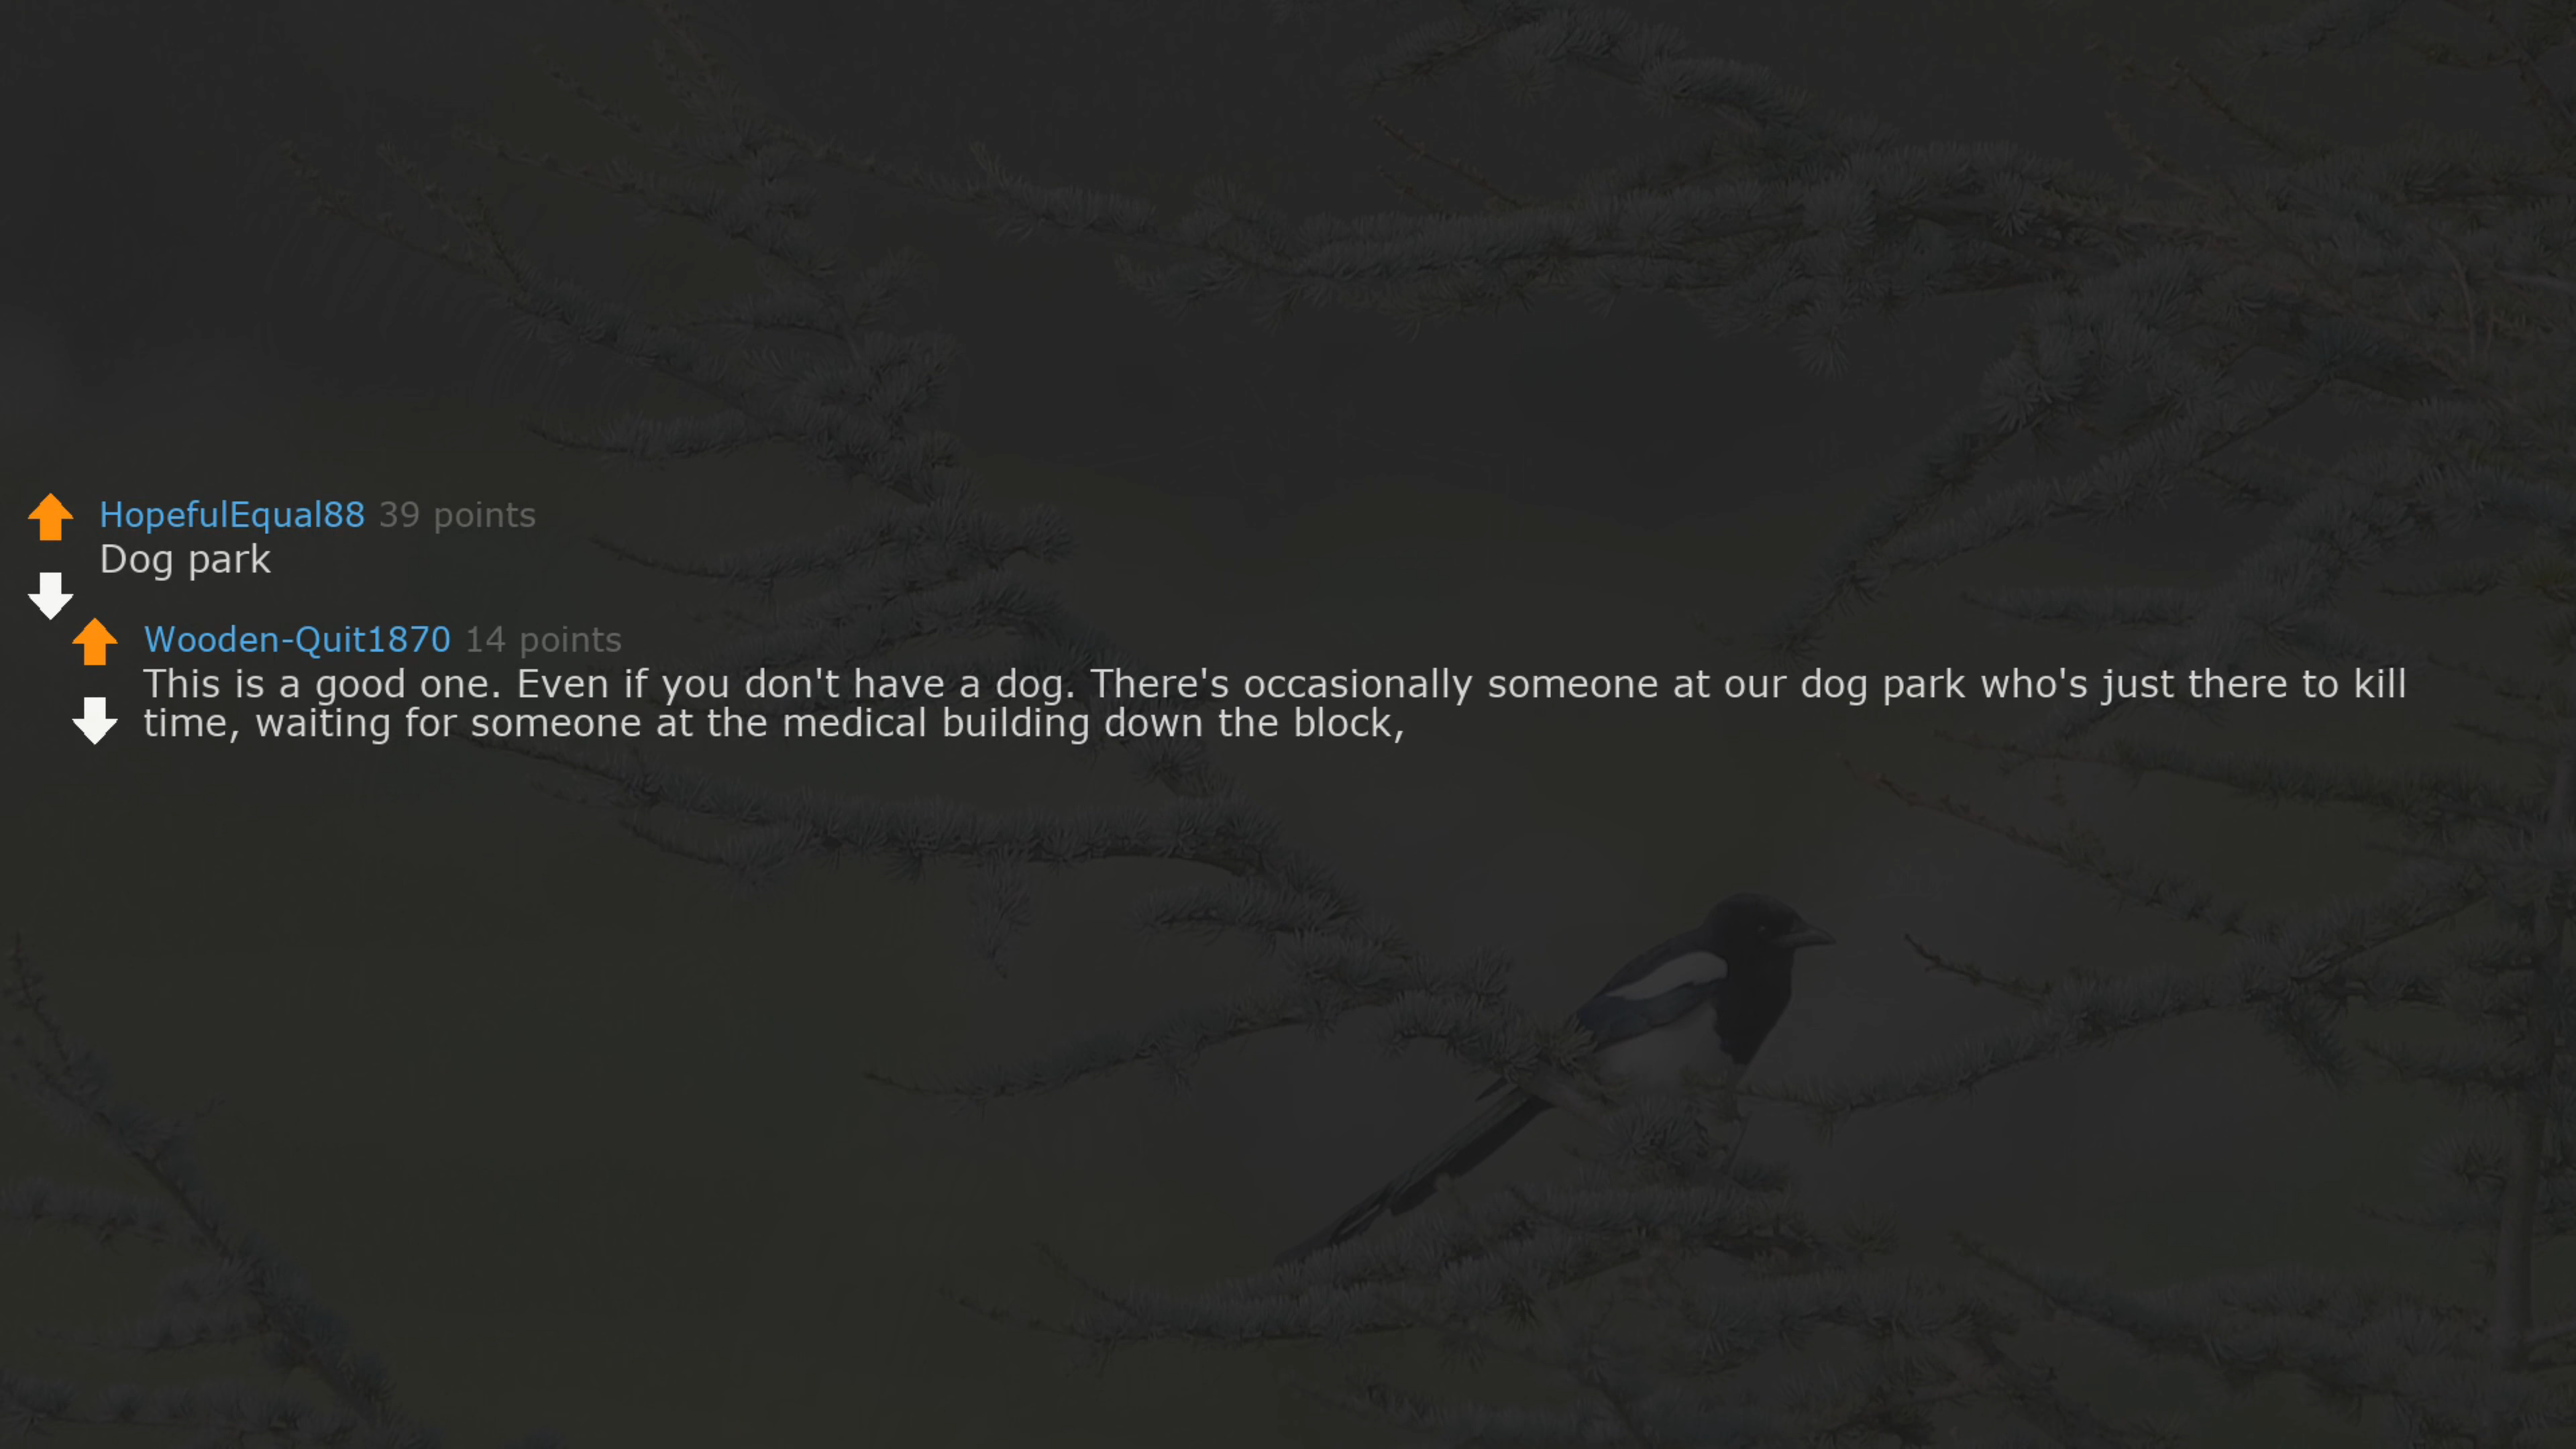 HopefulEqual88 39 points
Dog park
Wooden-Quit1870 14 points
This is a good one. Even if you don't have a dog. There's occasionally someone at our dog park who's just there to kill
time, waiting for someone at the medical building down the block,